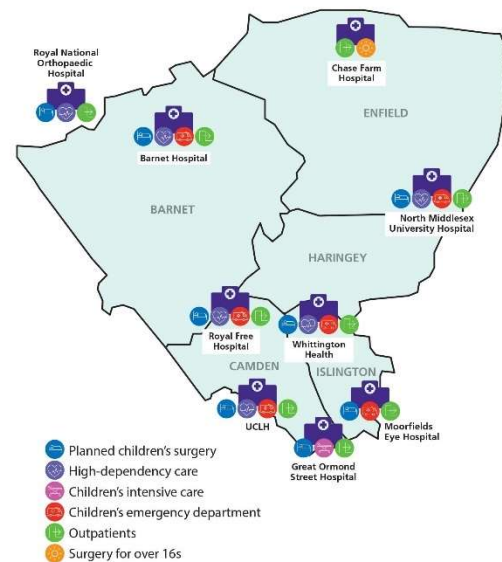 Royal National
Orthopaedic
Hospital
Chase Farm
Hospital
ENFIELD
Barnet Hospital
BARNET
North Middlesex
University Hospital
HARINGEY
Royal Free
Hospital
Whittington
Health
CAMDEN
ISLINGTON
UCLH
Moorfields
Eye Hospital
Great Ormond
Street Hospital
Planned children's surgery
High-dependency care
Children's intensive care
Children's emergency department
Outpatients
Surgery for over 16s